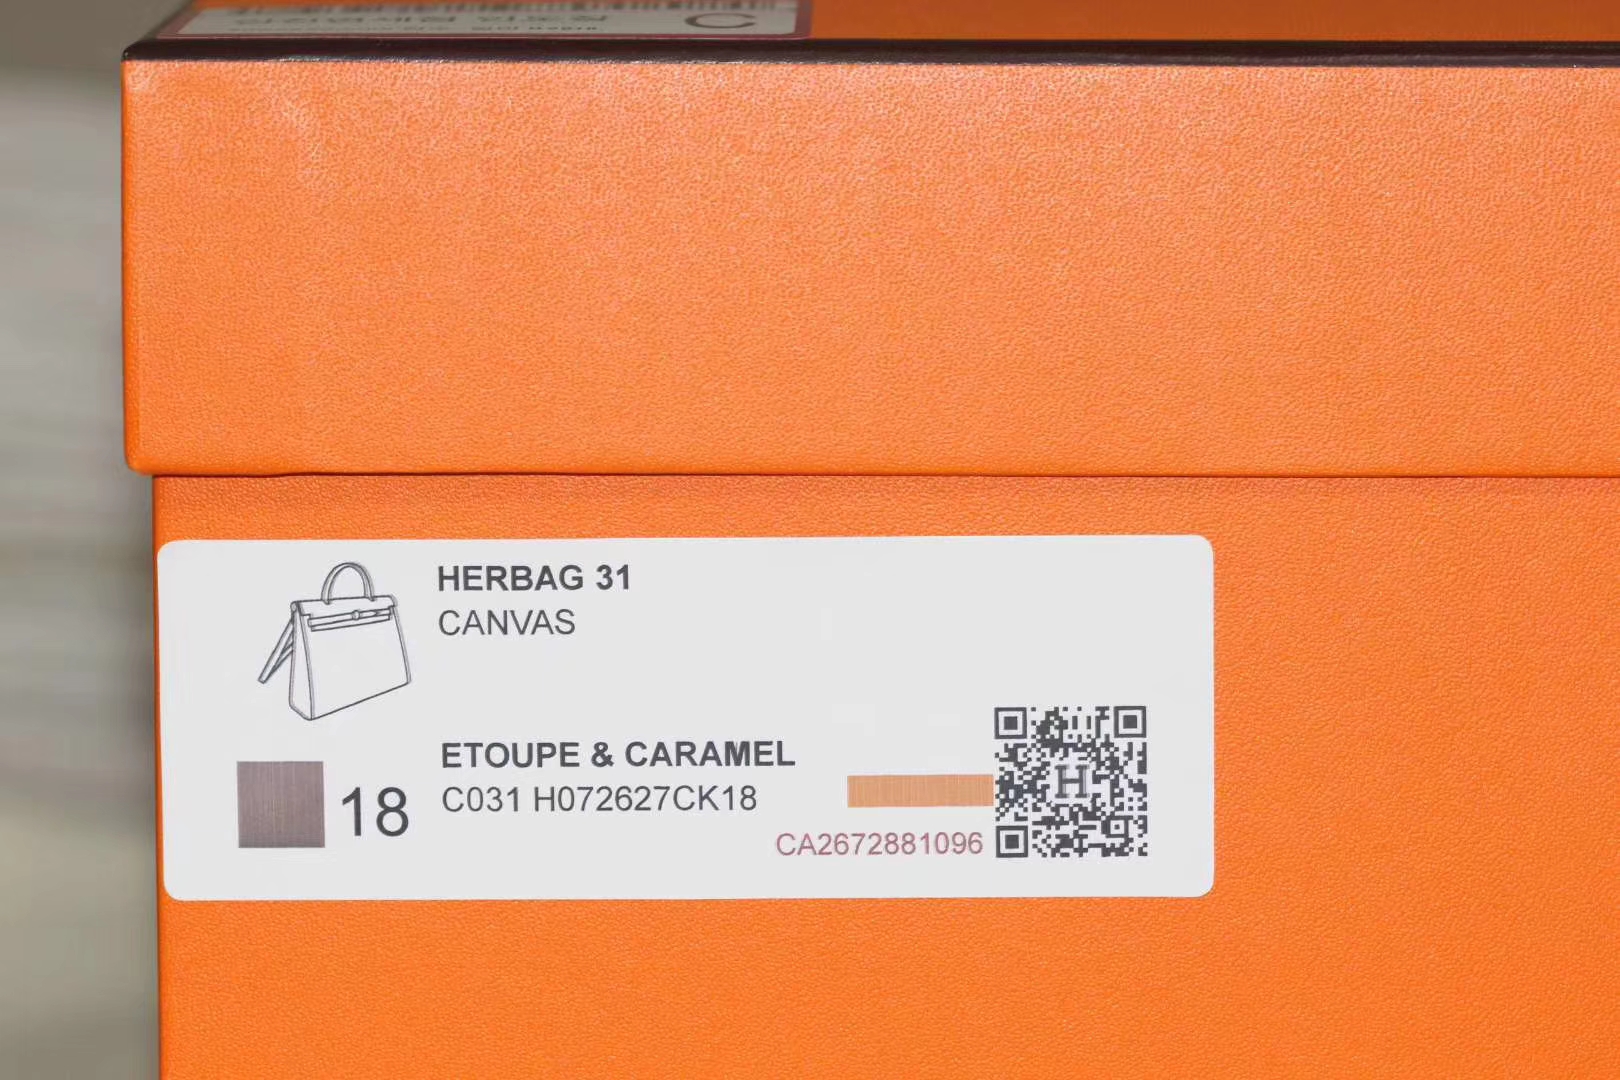 HERBAG 31
CANVAS
ETOUPE & CARAMEL
18
C031 H072627CK18
CA2672881096
H